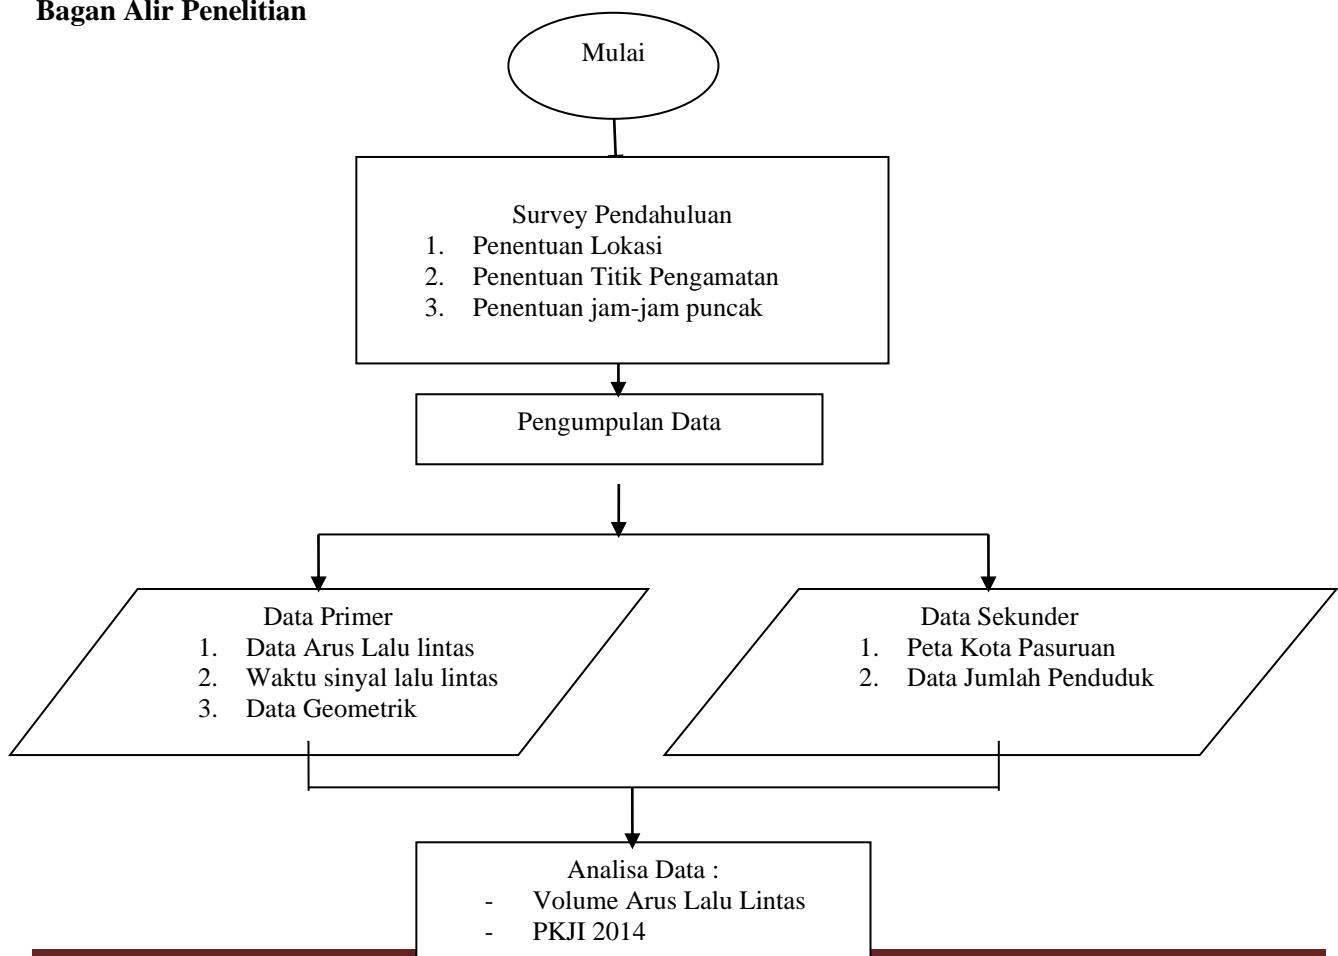 Bagan Alir Penelitian
Mulai
Survey Pendahuluan
1. Penentuan Lokasi
2. Penentuan Titik Pengamatan
3. Penentuan jam-jam puncak
Pengumpulan Data
Data Primer
1. Data Arus Lalu lintas
2. Waktu sinyal lalu lintas
3. Data Geometrik
Data Sekunder
1. Peta Kota Pasuruan
2. Data Jumlah Penduduk
Analisa Data :
- Volume Arus Lalu Lintas
- PKJI 2014